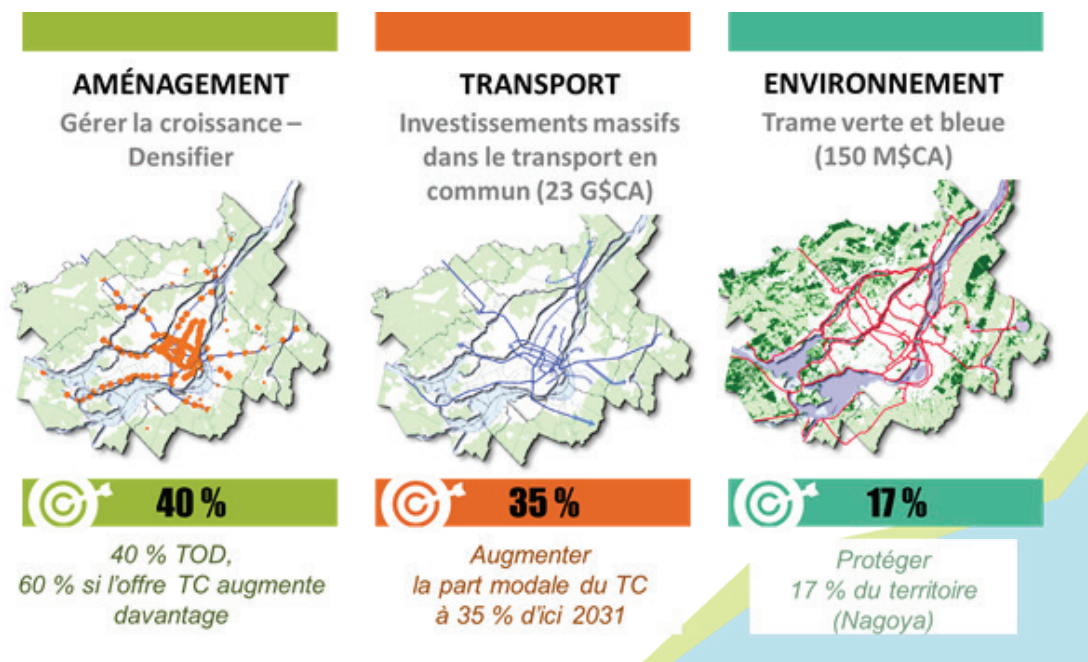 AMÉNAGEMENT
Gérer la croissance –
Densifier
40 %
40 % TOD,
60 % si l'offre TC augmente
davantage
TRANSPORT
Investissements massifs
dans le transport en
commun (23 G$CA)
35 %
Augmenter
la part modale du TC
à 35 % d'ici 2031
ENVIRONNEMENT
Trame verte et bleue
(150 M$CA)
17 %
Protéger
17 % du territoire
(Nagoya)